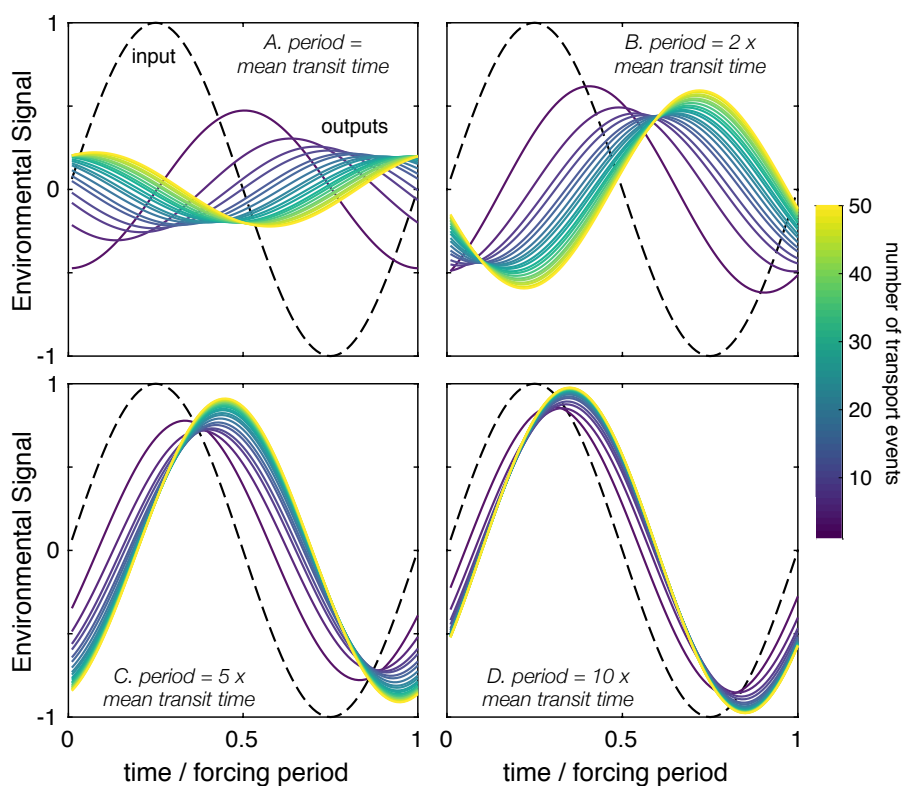 1
0
-1
Environmental Signal
input
A. period =
mean transit time
outputs
B. period = 2 x
mean transit time
1
0
-1
Environmental Signal
C. period = 5 x
mean transit time
D. period = 10 x
mean transit time
0
0.5
1
0
0.5
1
time / forcing period
time / forcing period
50
40
30
20
10
number of transport events